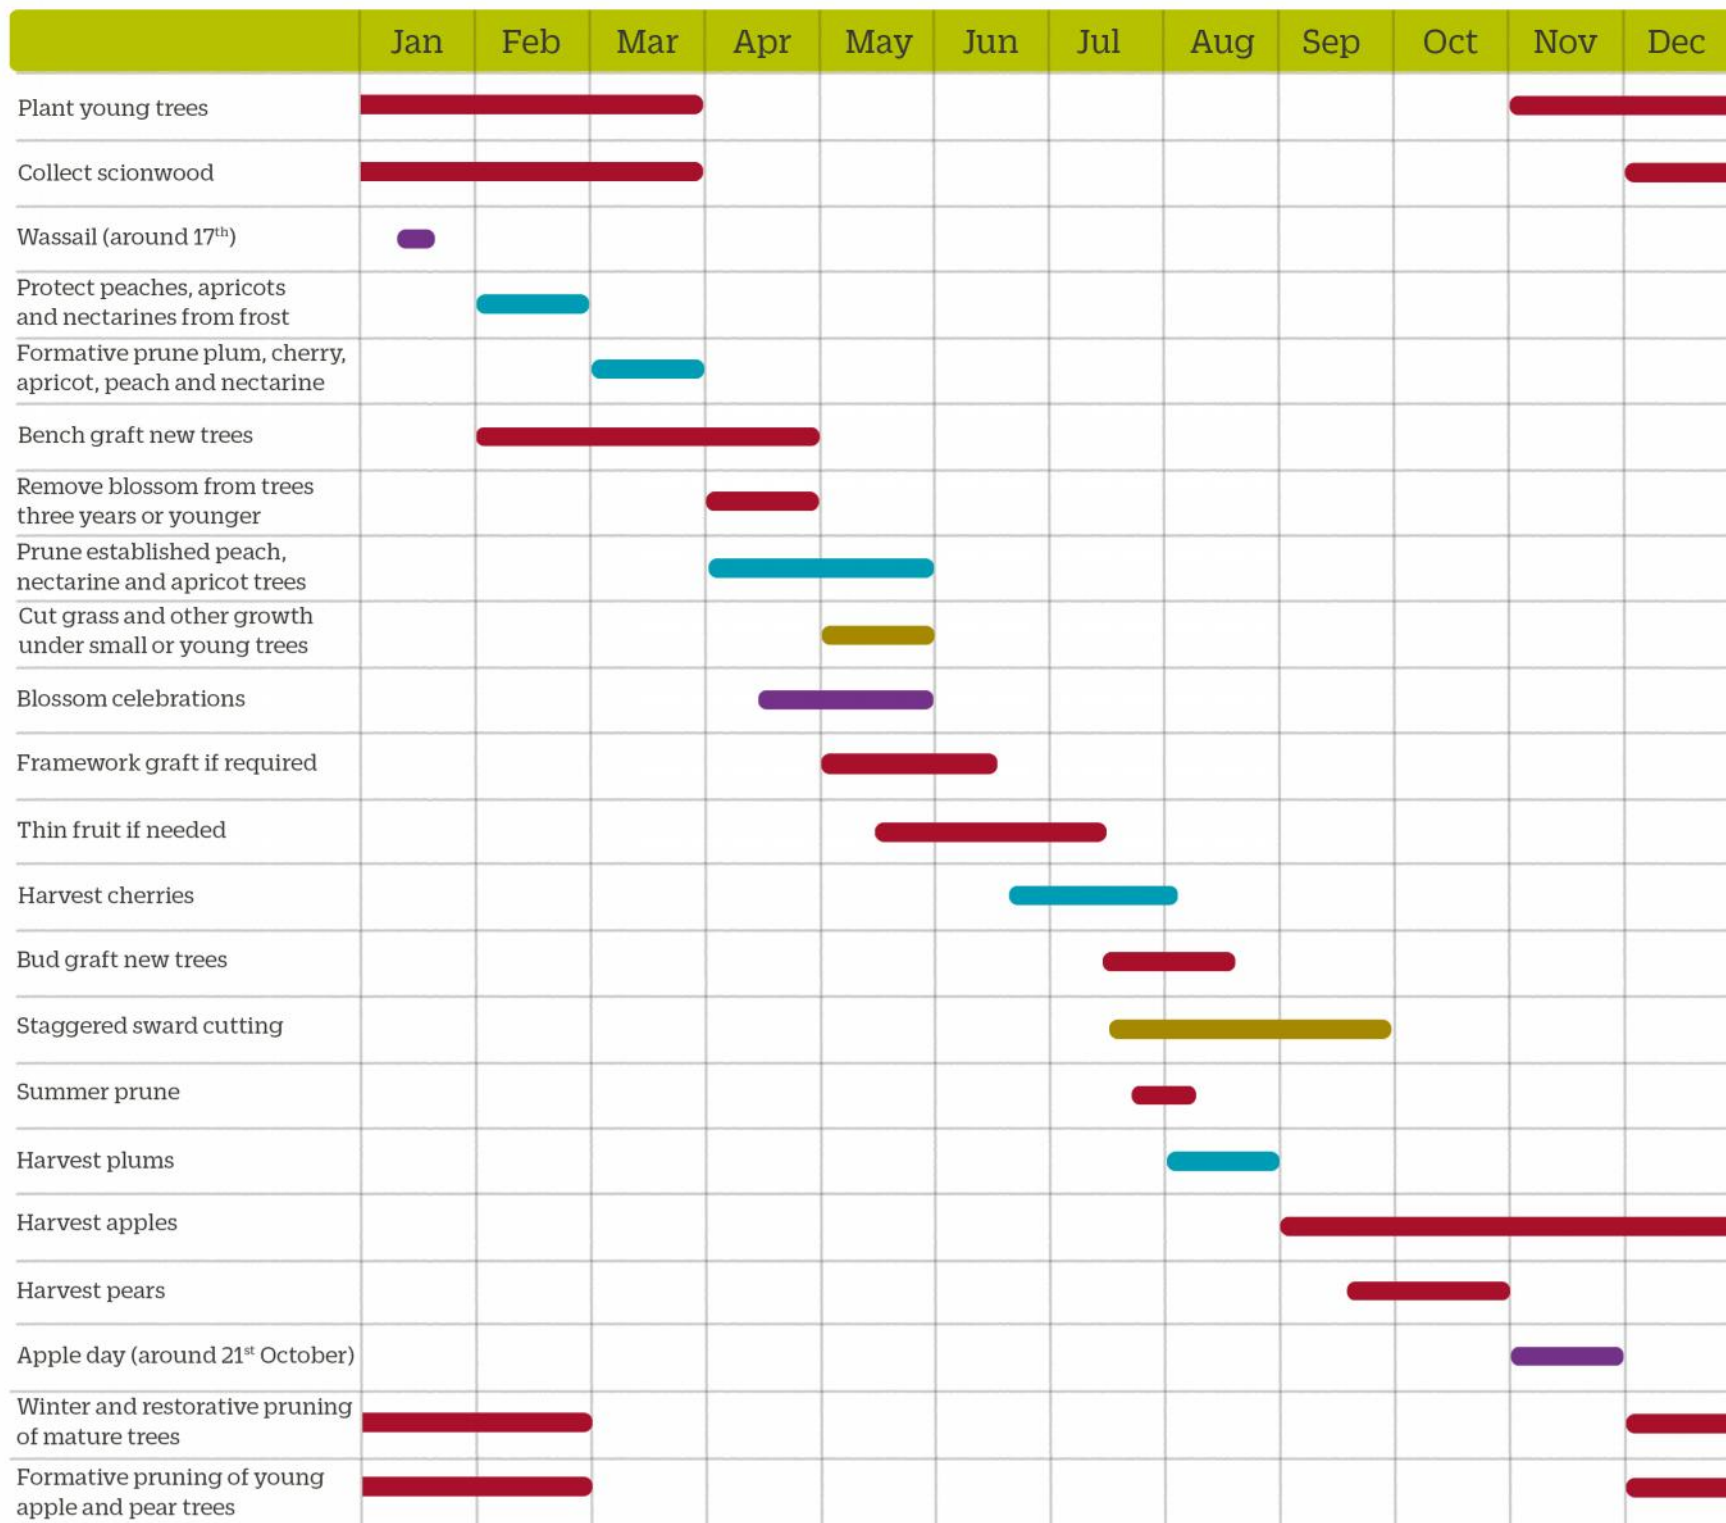 Jan Feb Mar Apr May Jun Jul Aug Sep Oct Nov Dec
Plant young trees
Collect scionwood
Wassail (around 17th)
Protect peaches, apricots
and nectarines from frost
Formative prune plum, cherry,
apricot, peach and nectarine
Bench graft new trees
Remove blossom from trees
three years or younger
Prune established peach,
nectarine and apricot trees
Cut grass and other growth
under small or young trees
Blossom celebrations
Framework graft if required
Thin fruit if needed
Harvest cherries
Bud graft new trees
Staggered sward cutting
Summer prune
Harvest plums
Harvest apples
Harvest pears
Apple day (around 21st October)
Winter and restorative pruning
of mature trees
Formative pruning of young
apple and pear trees